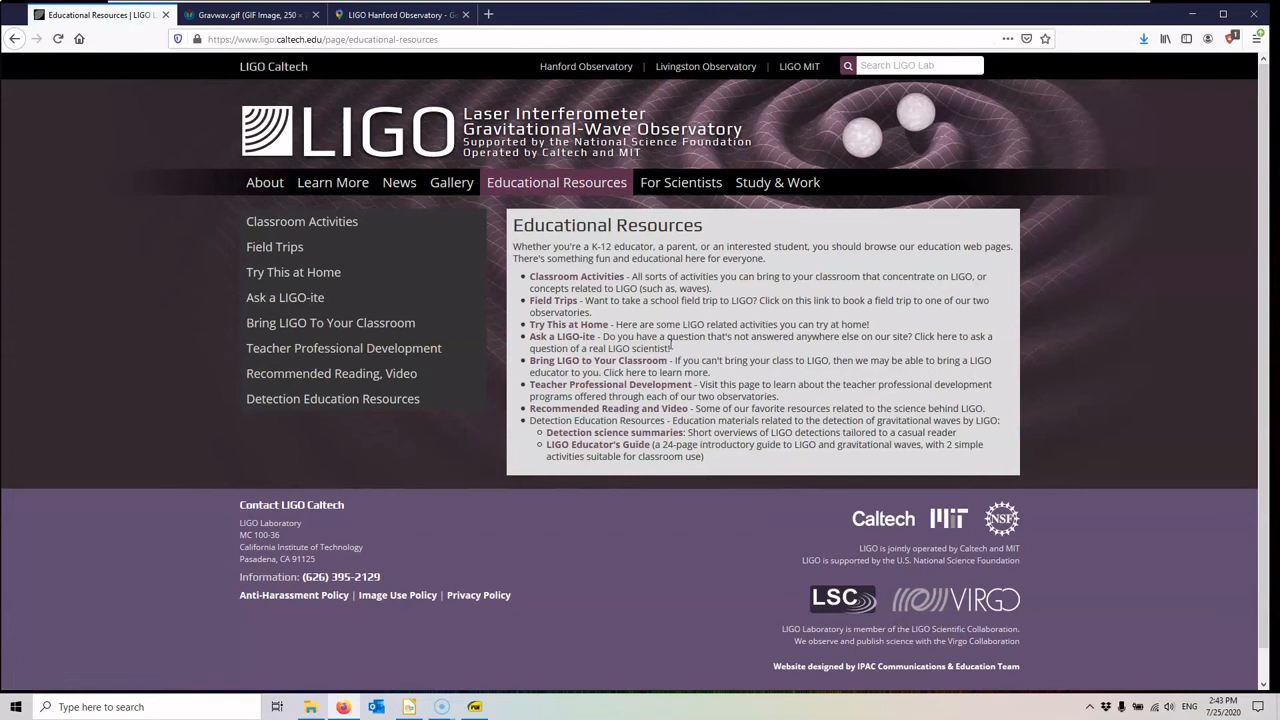 Educational Resources | LIGO L
Gravwav.gif (GIF Image, 250 ×
LIGO Hanford Observatory - Go
https://www.ligo.caltech.edu/page/educational-resources
LIGO Caltech
Hanford Observatory | Livingston Observatory | LIGO MIT
Search LIGO Lab
LIGO
Laser Interferometer
Gravitational-Wave Observatory
Supported by the National Science Foundation
Operated by Caltech and MIT
About Learn More News Gallery Educational Resources For Scientists Study & Work
Classroom Activities
Field Trips
Try This at Home
Ask a LIGO-ite
Bring LIGO To Your Classroom
Teacher Professional Development
Recommended Reading, Video
Detection Education Resources
Educational Resources
Whether you're a K-12 educator, a parent, or an interested student, you should browse our education web pages.
There's something fun and educational here for everyone.
• Classroom Activities - All sorts of activities you can bring to your classroom that concentrate on LIGO, or
concepts related to LIGO (such as, waves).
• Field Trips - Want to take a school field trip to LIGO? Click on this link to book a field trip to one of our two
observatories.
• Try This at Home - Here are some LIGO related activities you can try at home!
• Ask a LIGO-ite - Do you have a question that's not answered anywhere else on our site? Click here to ask a
question of a real LIGO scientist!
• Bring LIGO to Your Classroom - If you can't bring your class to LIGO, then we may be able to bring a LIGO
educator to you. Click here to learn more.
• Teacher Professional Development - Visit this page to learn about the teacher professional development
programs offered through each of our two observatories.
• Recommended Reading and Video - Some of our favorite resources related to the science behind LIGO.
• Detection Education Resources - Education materials related to the detection of gravitational waves by LIGO:
Detection science summaries: Short overviews of LIGO detections tailored to a casual reader
LIGO Educator's Guide (a 24-page introductory guide to LIGO and gravitational waves, with 2 simple
activities suitable for classroom use)
Contact LIGO Caltech
LIGO Laboratory
MC 100-36
California Institute of Technology
Pasadena, CA 91125
Information: (626) 395-2129
Anti-Harassment Policy | Image Use Policy | Privacy Policy
Caltech MIT NSF
LIGO is jointly operated by Caltech and MIT
LIGO is supported by the U.S. National Science Foundation
LSC VIRGO
LIGO Laboratory is member of the LIGO Scientific Collaboration.
We observe and publish science with the Virgo Collaboration
Website designed by IPAC Communications & Education Team
Type here to search
ENG
2:43 PM
7/25/2020